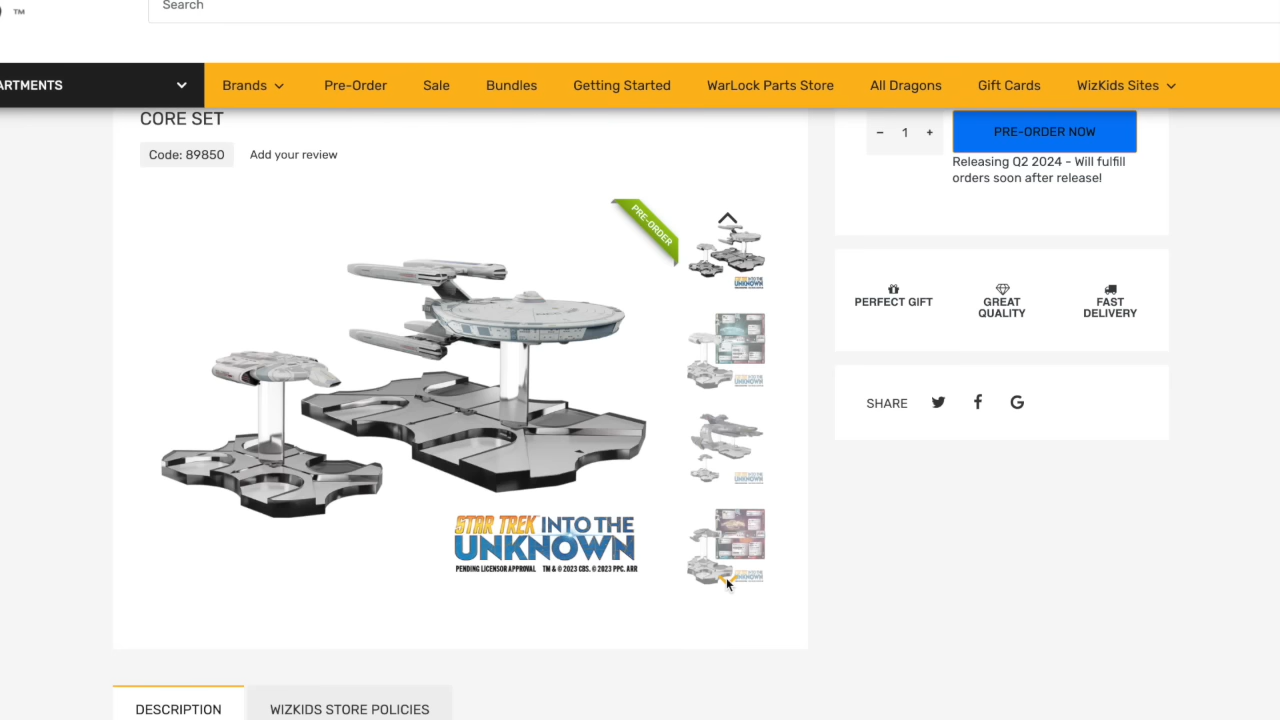 TM
Search
ARTMENTS
Brands
Pre-Order
Sale
Bundles
Getting Started
WarLock Parts Store
All Dragons
Gift Cards
WizKids Sites
CORE SET
Code: 89850
Add your review
PRE-ORDER
STAR TREK INTO THE
UNKNOWN
PENDING LICENSOR APPROVAL TM & © 2023 CBS. © 2023 PPC. ARR
- 1 +
PRE-ORDER NOW
Releasing Q2 2024 - Will fulfill
orders soon after release!
PERFECT GIFT
GREAT
QUALITY
FAST
DELIVERY
SHARE
DESCRIPTION
WIZKIDS STORE POLICIES